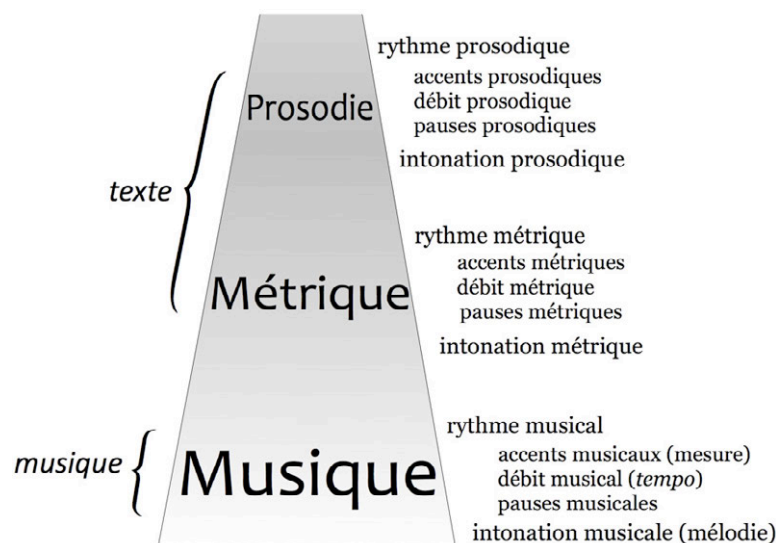 rythme prosodique
accents prosodiques
Prosodie
débit prosodique
pauses prosodiques
intonation prosodique
texte
rythme métrique
accents métriques
Métrique
débit métrique
pauses métriques
intonation métrique
rythme musical
accents musicaux (mesure)
musique
Musique
débit musical (tempo)
pauses musicales
intonation musicale (mélodie)